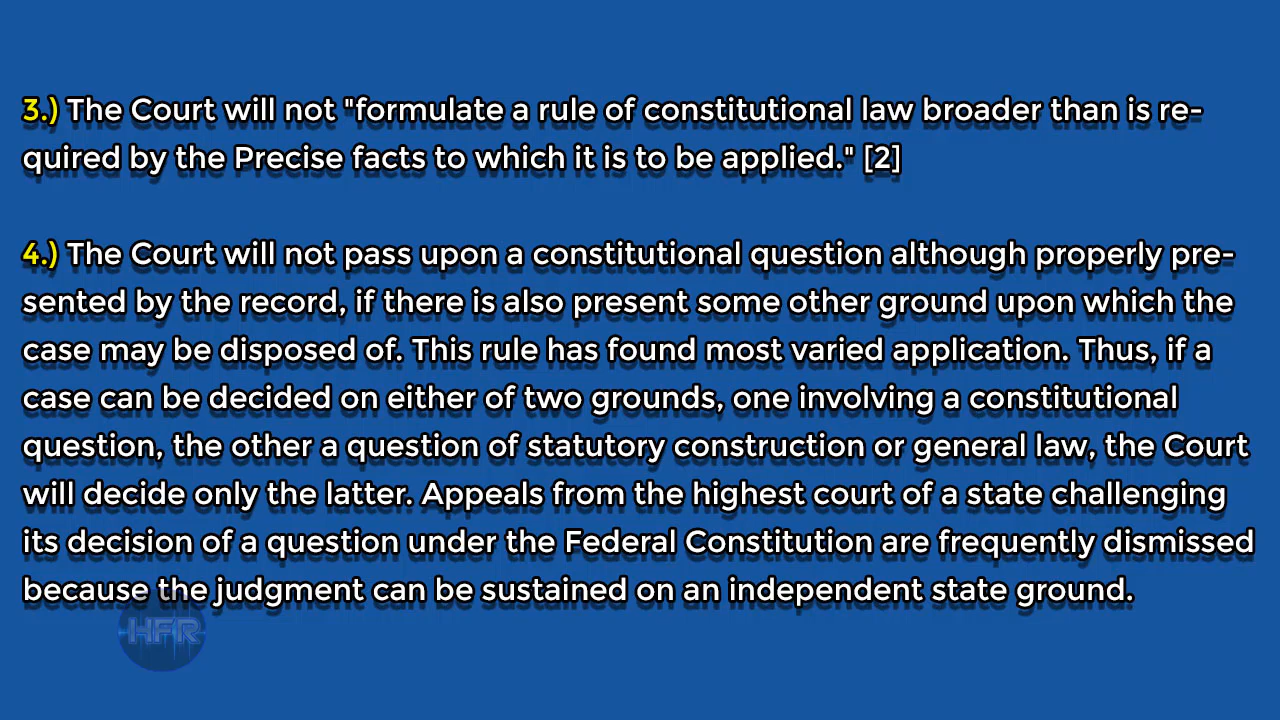 3.) The Court will not "formulate a rule of constitutional law broader than is re-
quired by the Precise facts to which it is to be applied." [2]
4.) The Court will not pass upon a constitutional question although properly pre-
sented by the record, if there is also present some other ground upon which the
case may be disposed of. This rule has found most varied application. Thus, if a
case can be decided on either of two grounds, one involving a constitutional
question, the other a question of statutory construction or general law, the Court
will decide only the latter. Appeals from the highest court of a state challenging
its decision of a question under the Federal Constitution are frequently dismissed
because the judgment can be sustained on an independent state ground.
HFR